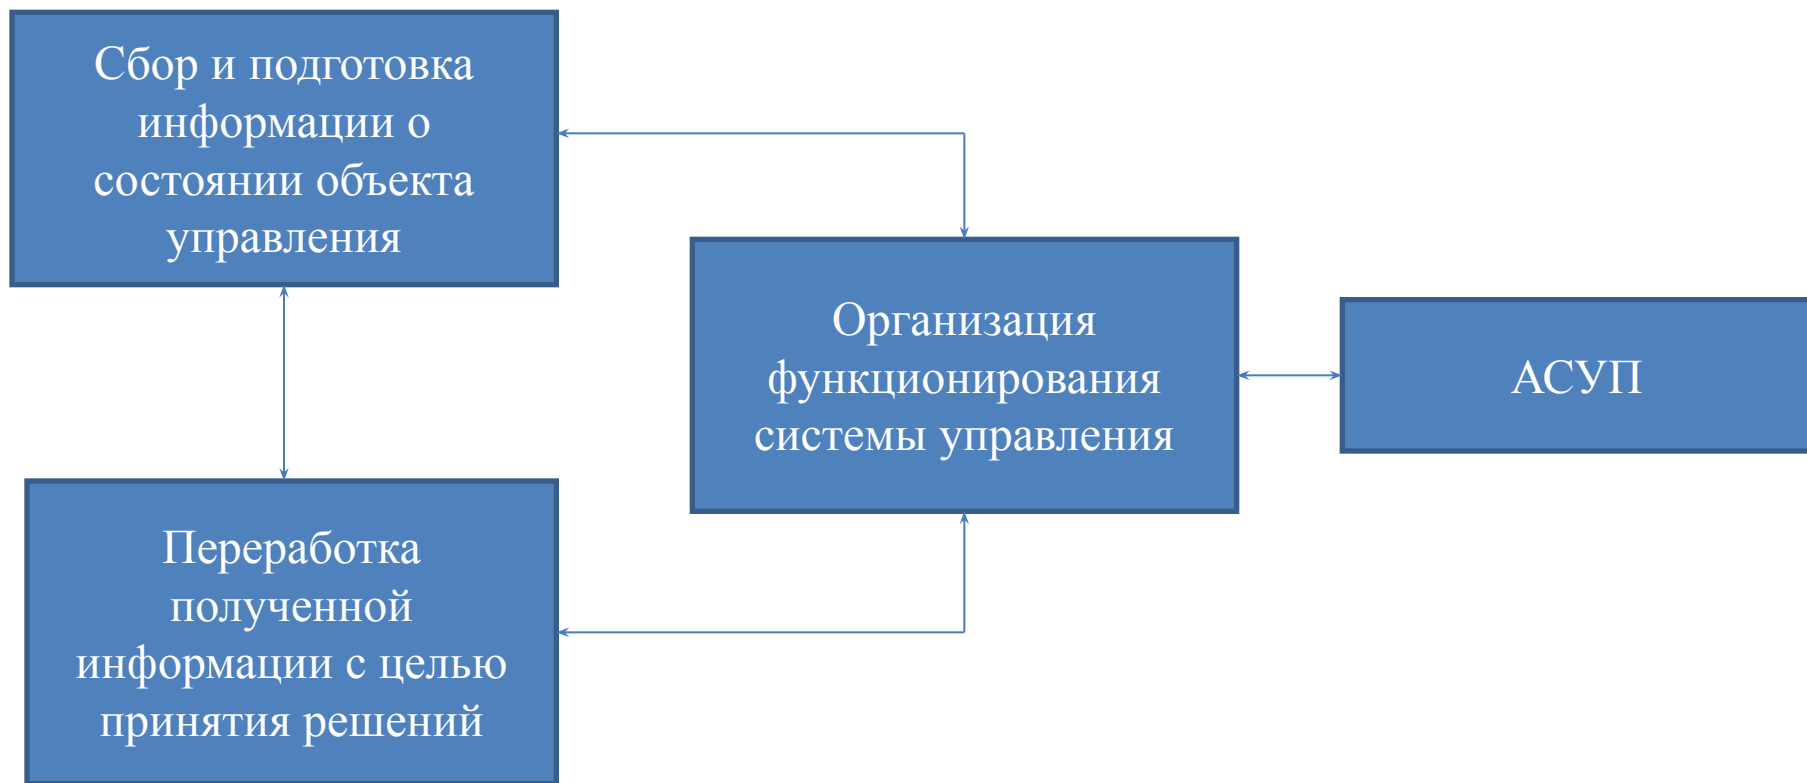 Сбор и подготовка
информации о
состоянии объекта
управления
Организация
функционирования
системы управления
АСУП
Переработка
полученной
информации с целью
принятия решений